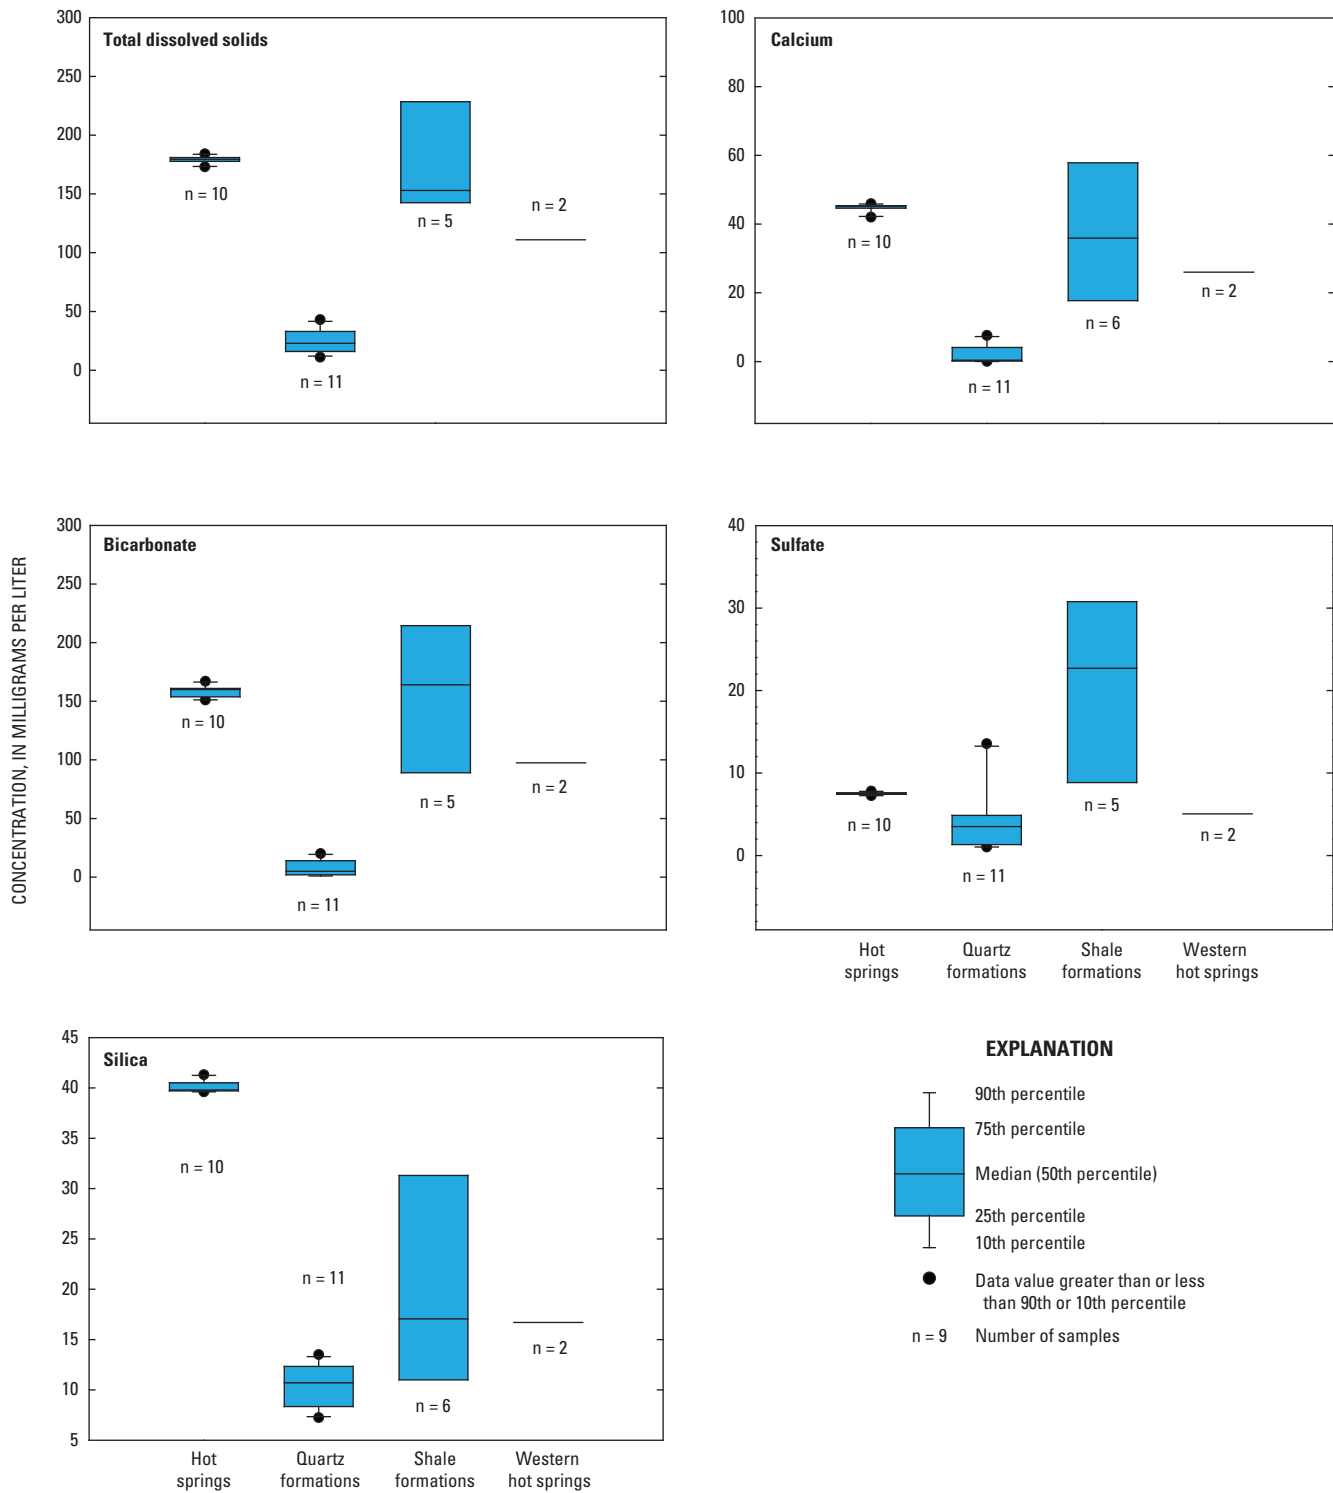 CONCENTRATION, IN MILLIGRAMS PER LITER
Total dissolved solids
300
250
200
150
100
50
0
n = 10
n = 11
n = 5
n = 2
Calcium
100
80
60
40
20
0
n = 10
n = 11
n = 6
n = 2
Bicarbonate
300
250
200
150
100
50
0
n = 10
n = 11
n = 5
n = 2
Sulfate
40
30
20
10
0
n = 10
n = 11
n = 5
n = 2
Hot
springs
Quartz
formations
Shale
formations
Western
hot springs
Silica
45
40
35
30
25
20
15
10
5
n = 10
n = 11
n = 6
n = 2
Hot
springs
Quartz
formations
Shale
formations
Western
hot springs
EXPLANATION
90th percentile
75th percentile
Median (50th percentile)
25th percentile
10th percentile
Data value greater than or less
than 90th or 10th percentile
n = 9 Number of samples